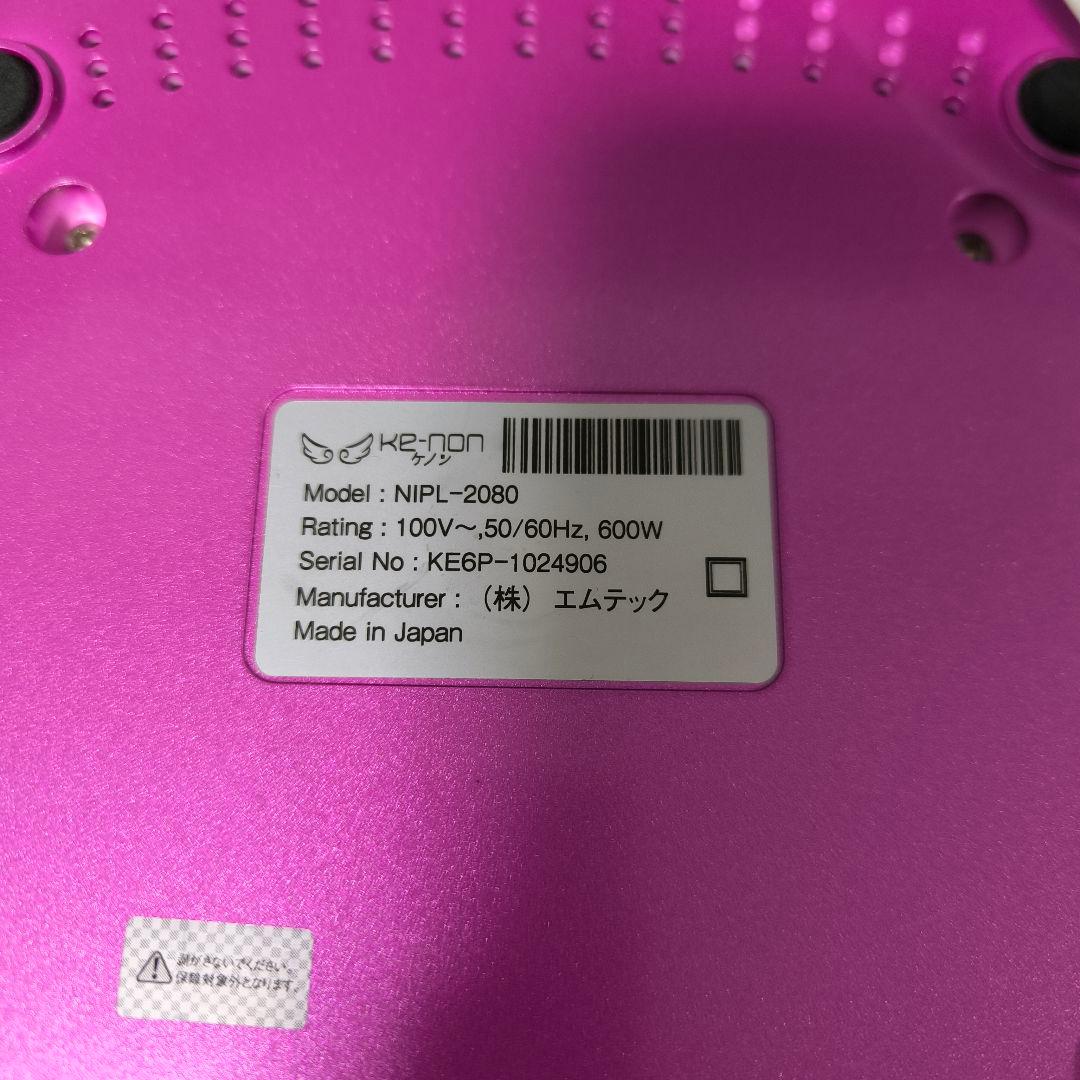 Ke-non
ケノン
Model : NIPL-2080
Rating : 100V～,50/60Hz, 600W
Serial No : KE6P-1024906
Manufacturer : （株） エムテック
Made in Japan
剥がさないでください。
保障対象外となります。